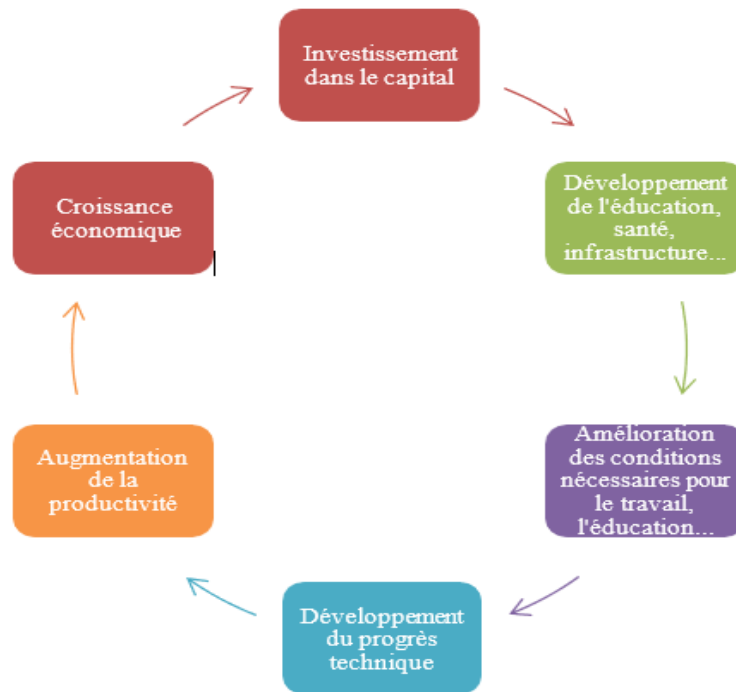 Investissement
dans le capital
Développement
de l'éducation,
santé,
infrastructure...
Amélioration
des conditions
nécessaires pour
le travail,
l'éducation...
Développement
du progrès
technique
Augmentation
de la
productivité
Croissance
économique